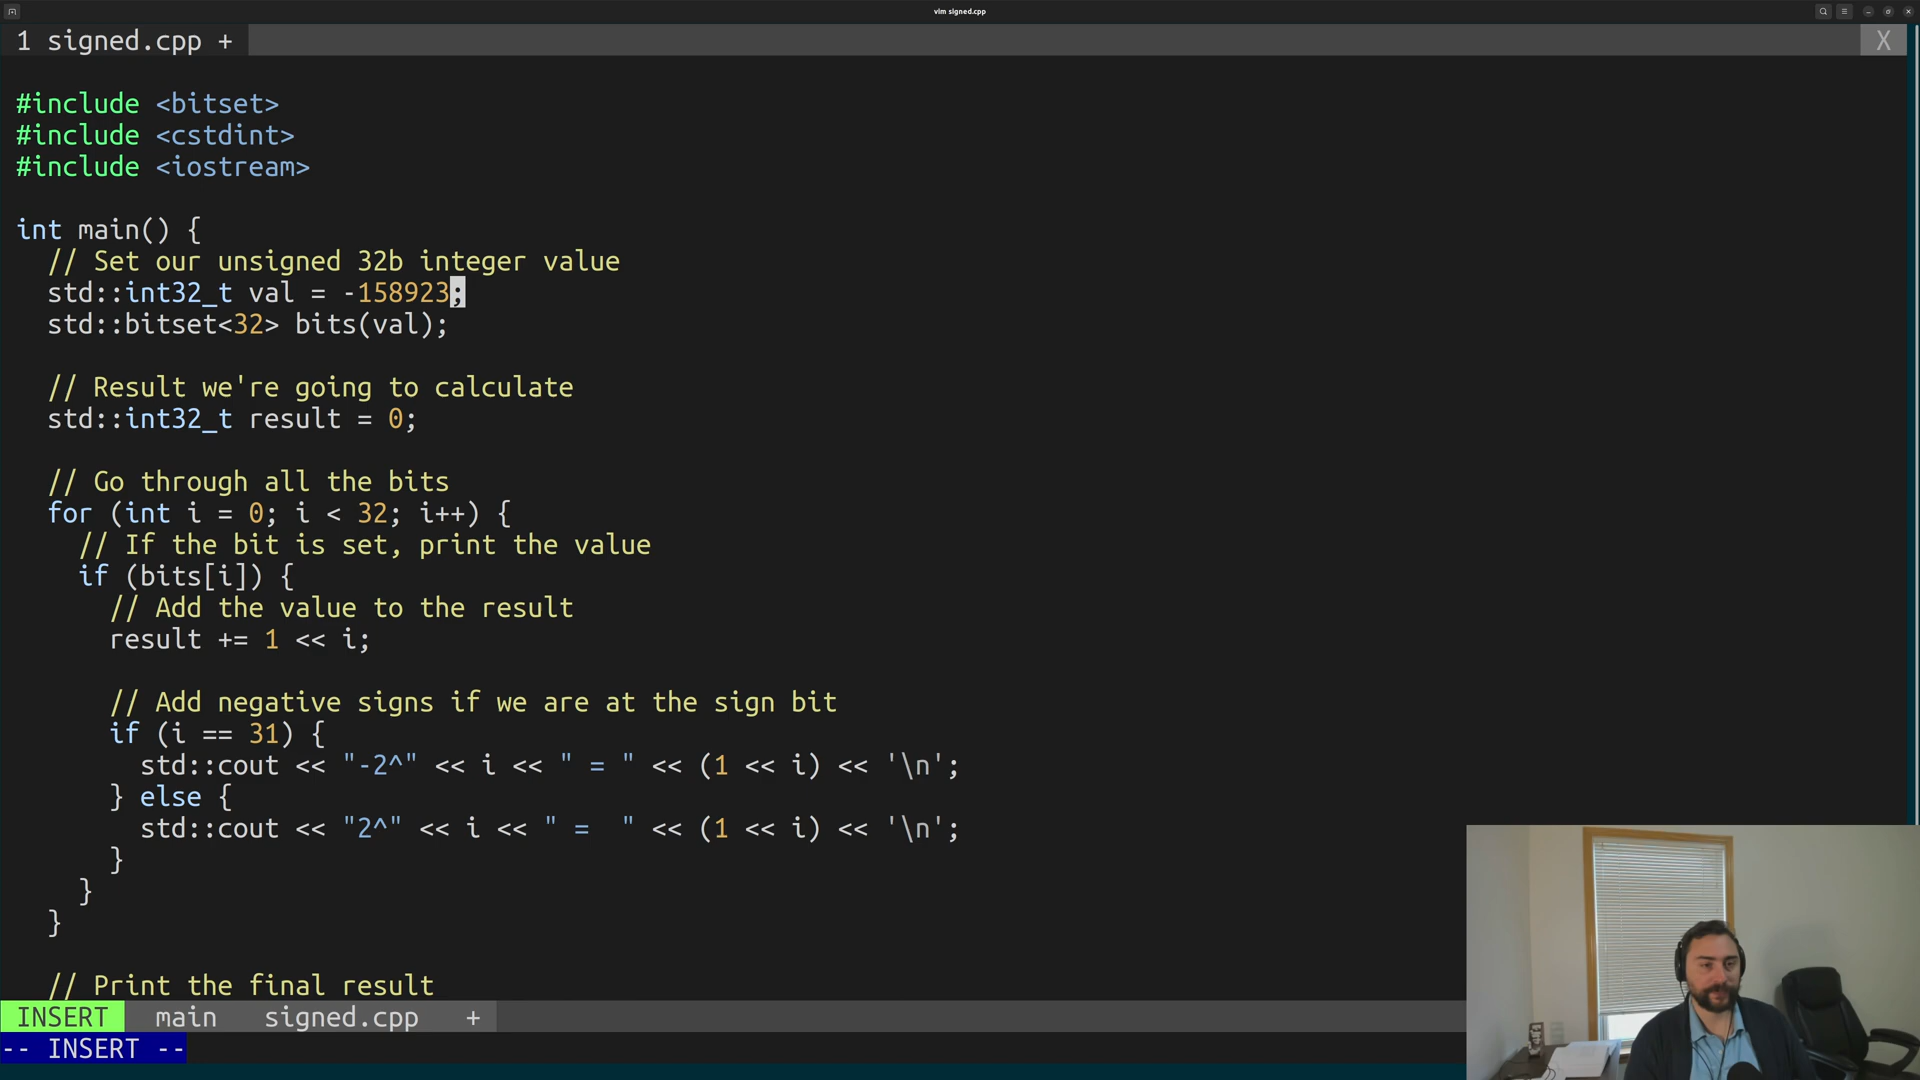 vim signed.cpp
1 signed.cpp +
X
#include <bitset>
#include <cstdint>
#include <iostream>
int main() {
// Set our unsigned 32b integer value
std::int32_t val = -158923;
std::bitset<32> bits(val);
// Result we're going to calculate
std::int32_t result = 0;
// Go through all the bits
for (int i = 0; i < 32; i++) {
// If the bit is set, print the value
if (bits[i]) {
// Add the value to the result
result += 1 << i;
// Add negative signs if we are at the sign bit
if (i == 31) {
std::cout << "-2^" << i << " = " << (1 << i) << '\n';
} else {
std::cout << "2^" << i << " =  " << (1 << i) << '\n';
}
}
}
// Print the final result
INSERT main signed.cpp +
-- INSERT --